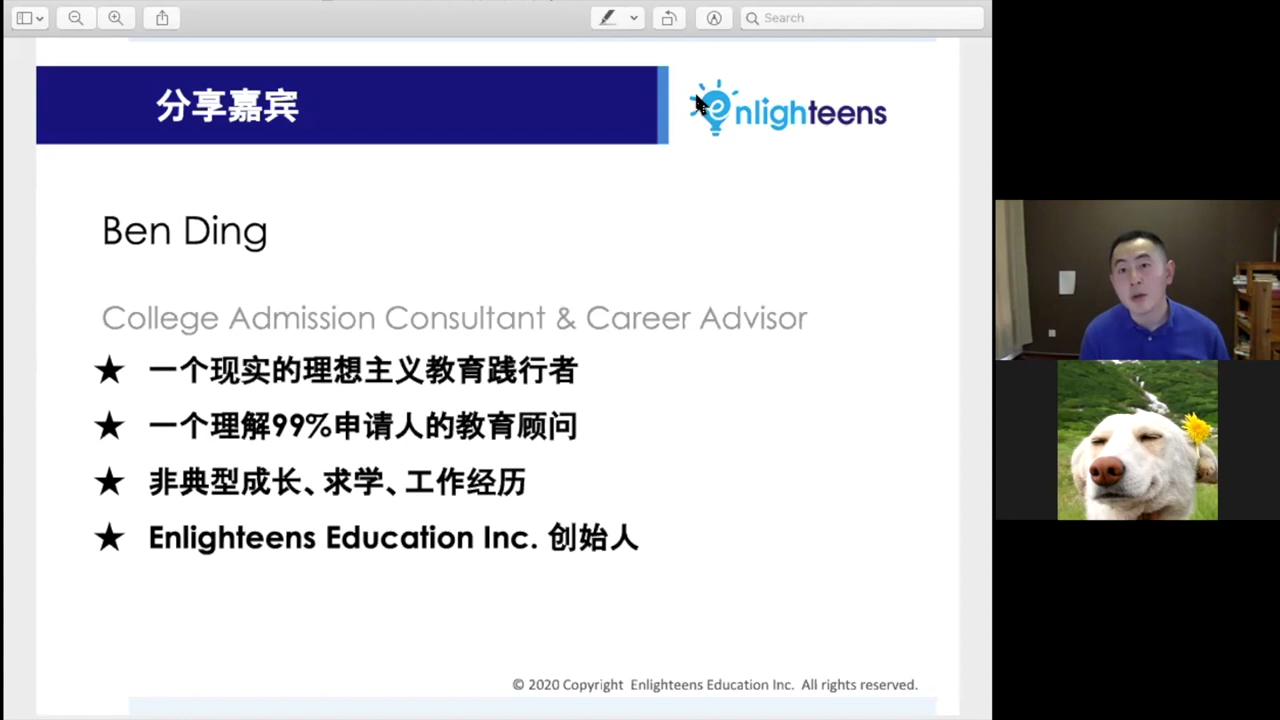 Search
分享嘉宾
enlighteens
Ben Ding
College Admission Consultant & Career Advisor
★ 一个现实的理想主义教育践行者
★ 一个理解99%申请人的教育顾问
★ 非典型成长、求学、工作经历
★ Enlighteens Education Inc. 创始人
© 2020 Copyright Enlighteens Education Inc. All rights reserved.